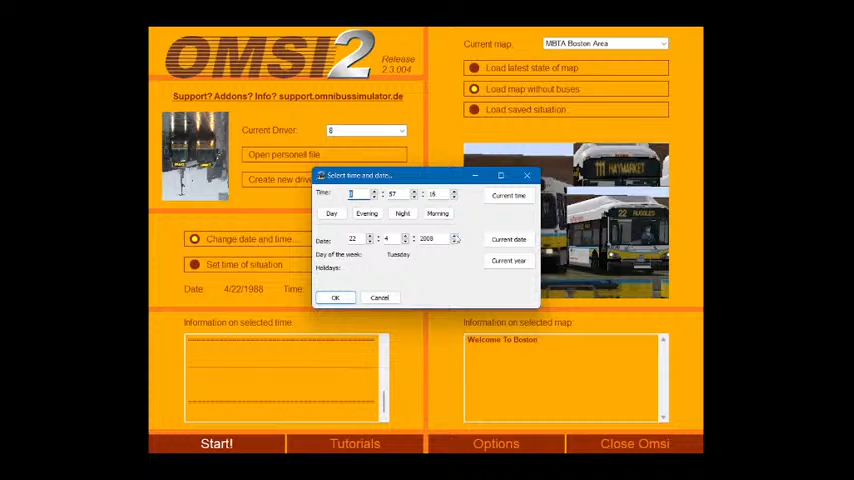 OMSI2
Release
2.3.004
Support? Addons? Info? support.omnibussimulator.de
Current Driver:
8
Open personell file
Create new driv
Change date and time...
Set time of situation
Date:
4/22/1988
Time:
Information on selected time:
Current map:
MBTA Boston Area
Load latest state of map
Load map without buses
Load saved situation
111 HAYMARKET
22 RUGGLES
Select time and date...
Time:
: 57 : 16
Current time
Day
Evening
Night
Morning
Date:
22 : 4 : 2008
Current date
Day of the week:
Tuesday
Current year
Holidays:
OK
Cancel
Information on selected map:
Welcome To Boston
Start!
Tutorials
Options
Close Omsi